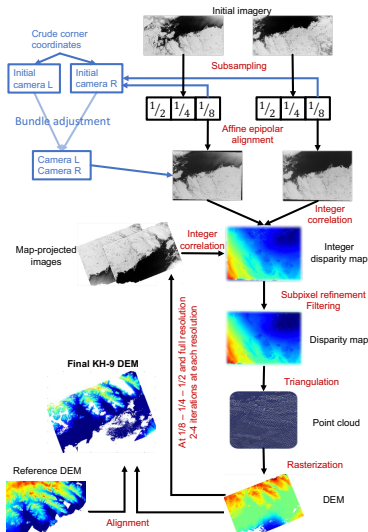 Initial imagery
Crude corner
coordinates
Subsampling
Initial
camera L
Initial
camera R
1/2 1/4 1/8
1/2 1/4 1/8
Bundle adjustment
Affine epipolar
alignment
Camera L
Camera R
Integer
correlation
Integer
correlation
Map-projected
images
Integer
disparity map
Subpixel refinement
Filtering
Disparity map
At 1/8 – 1/4 – 1/2 and full resolution
2-4 iterations at each resolution
Final KH-9 DEM
Triangulation
Point cloud
Rasterization
Reference DEM
Alignment
DEM